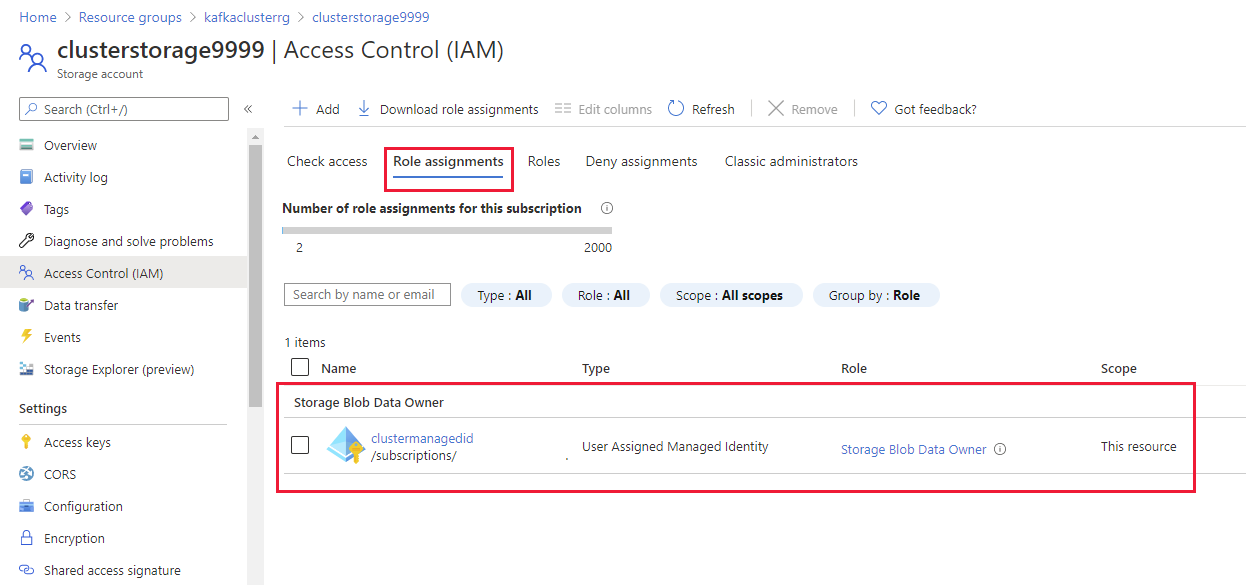 Home > Resource groups > kafkaclusterrg > clusterstorage9999
clusterstorage9999 | Access Control (IAM)
Storage account
Search (Ctrl+/)
«
Overview
Activity log
Tags
Diagnose and solve problems
Access Control (IAM)
Data transfer
Events
Storage Explorer (preview)
Settings
Access keys
CORS
Configuration
Encryption
Shared access signature
Add Download role assignments Edit columns Refresh Remove Got feedback?
Check access Role assignments Roles Deny assignments Classic administrators
Number of role assignments for this subscription
2 2000
Search by name or email Type : All Role : All Scope : All scopes Group by : Role
1 items
Name Type Role Scope
Storage Blob Data Owner
clustermanagedid User Assigned Managed Identity Storage Blob Data Owner This resource
/subscriptions/ .